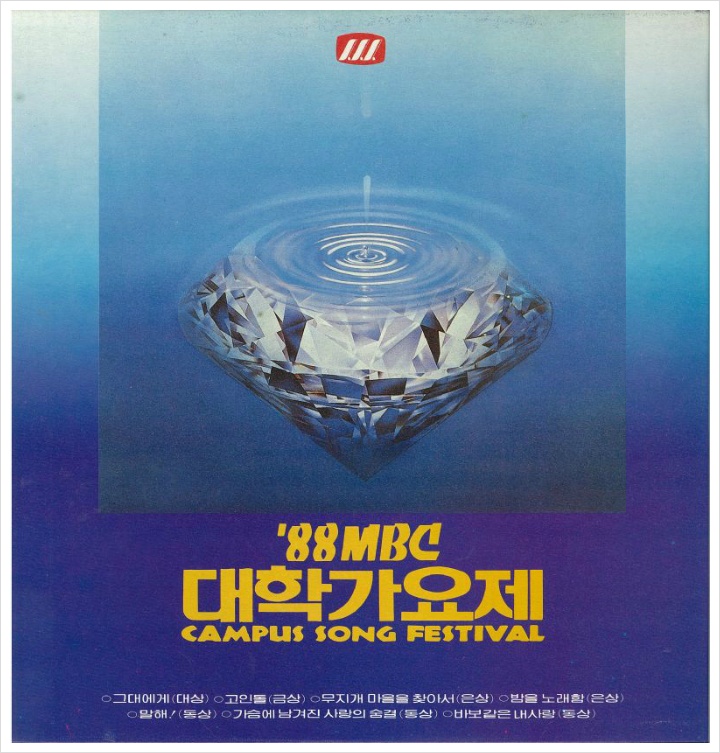 '88 MBC
대학가요제
CAMPUS SONG FESTIVAL
○그대에게(대상) ○고인돌(금상) ○무지개 마을을 찾아서(은상) ○밤을 노래함(은상)
○말해!(동상) ○가슴에 남겨진 사랑의 숨결(동상) ○바보같은 내사랑(동상)